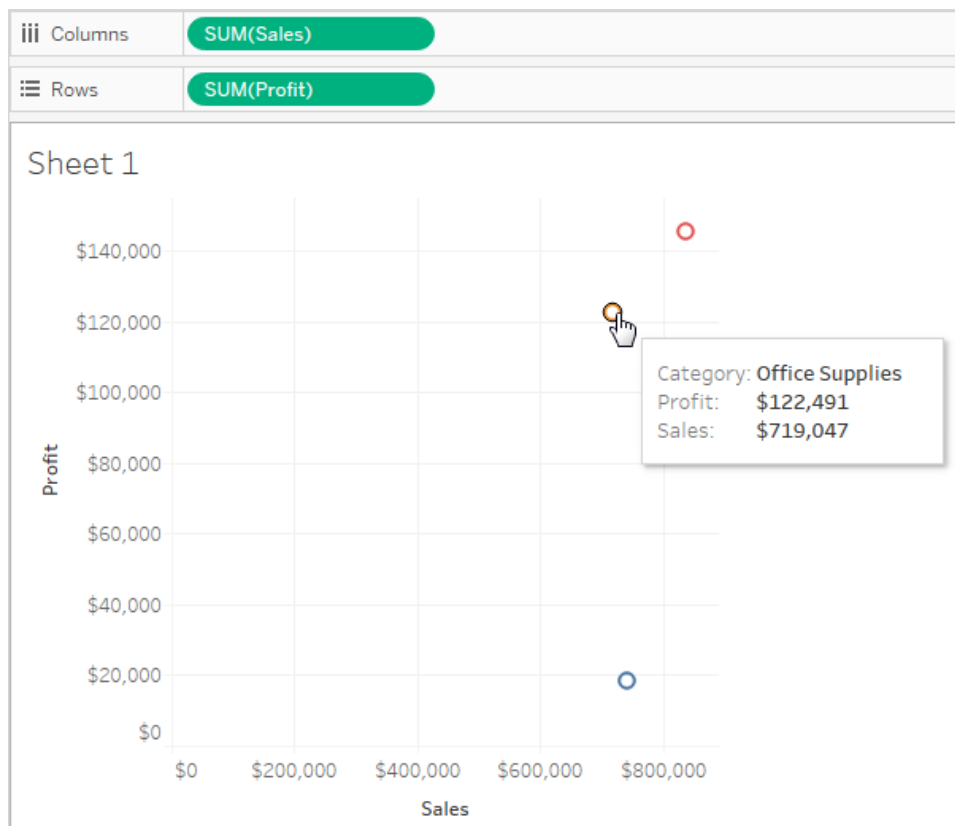 Columns SUM(Sales)
Rows SUM(Profit)
Sheet 1
$140,000
$120,000
$100,000
$80,000
$60,000
$40,000
$20,000
$0
Profit
Category: Office Supplies
Profit: $122,491
Sales: $719,047
$0 $200,000 $400,000 $600,000 $800,000
Sales